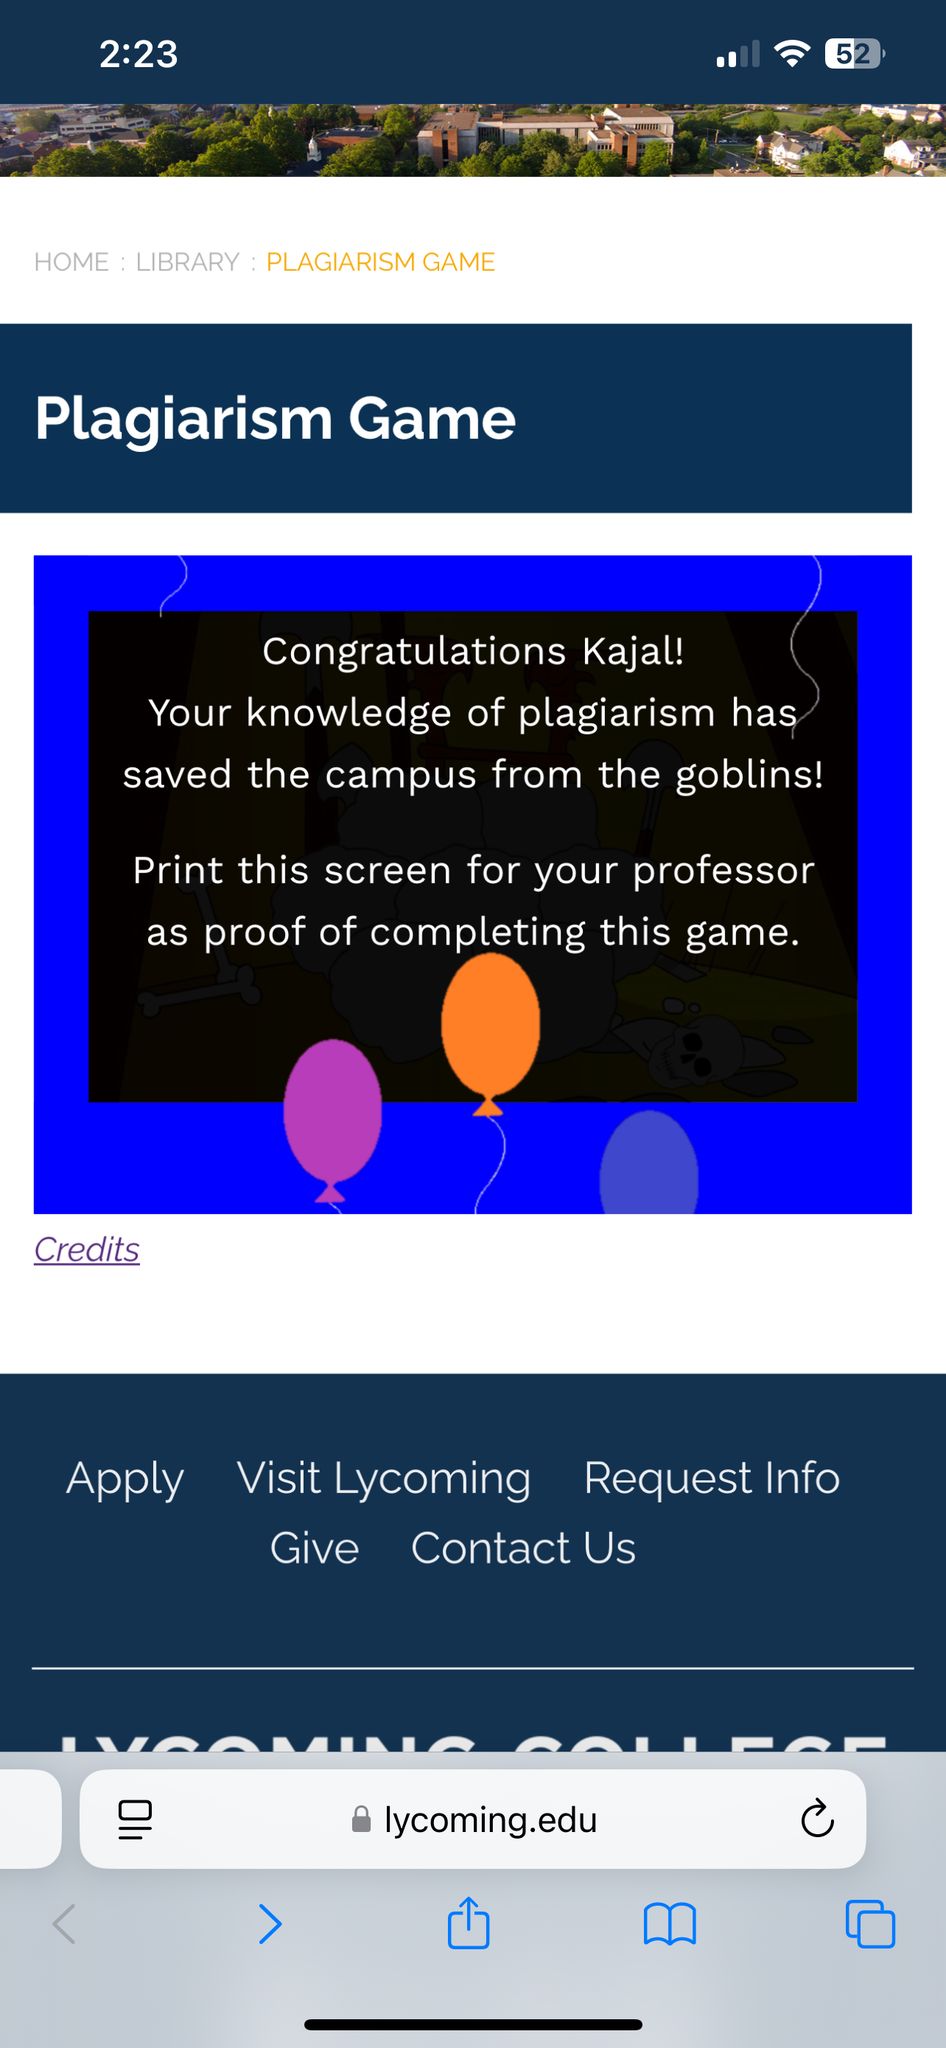 2:23
52
HOME : LIBRARY : PLAGIARISM GAME
Plagiarism Game
Congratulations Kajal!
Your knowledge of plagiarism has
saved the campus from the goblins!
Print this screen for your professor
as proof of completing this game.
Credits
Apply Visit Lycoming Request Info
Give Contact Us
LYCOMING COLLEGE
lycoming.edu